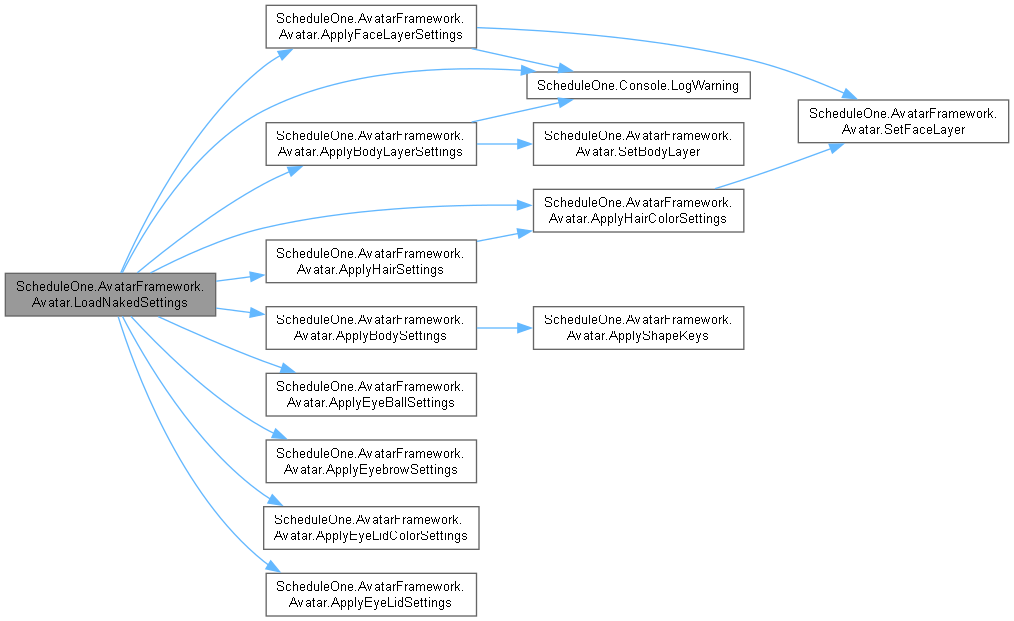 ScheduleOne.AvatarFramework.
Avatar.ApplyFaceLayerSettings
ScheduleOne.Console.LogWarning
ScheduleOne.AvatarFramework.
Avatar.SetFaceLayer
ScheduleOne.AvatarFramework.
Avatar.ApplyBodyLayerSettings
ScheduleOne.AvatarFramework.
Avatar.SetBodyLayer
ScheduleOne.AvatarFramework.
Avatar.ApplyHairColorSettings
ScheduleOne.AvatarFramework.
Avatar.ApplyHairSettings
ScheduleOne.AvatarFramework.
Avatar.LoadNakedSettings
ScheduleOne.AvatarFramework.
Avatar.ApplyBodySettings
ScheduleOne.AvatarFramework.
Avatar.ApplyShapeKeys
ScheduleOne.AvatarFramework.
Avatar.ApplyEyeBallSettings
ScheduleOne.AvatarFramework.
Avatar.ApplyEyebrowSettings
ScheduleOne.AvatarFramework.
Avatar.ApplyEyeLidColorSettings
ScheduleOne.AvatarFramework.
Avatar.ApplyEyeLidSettings